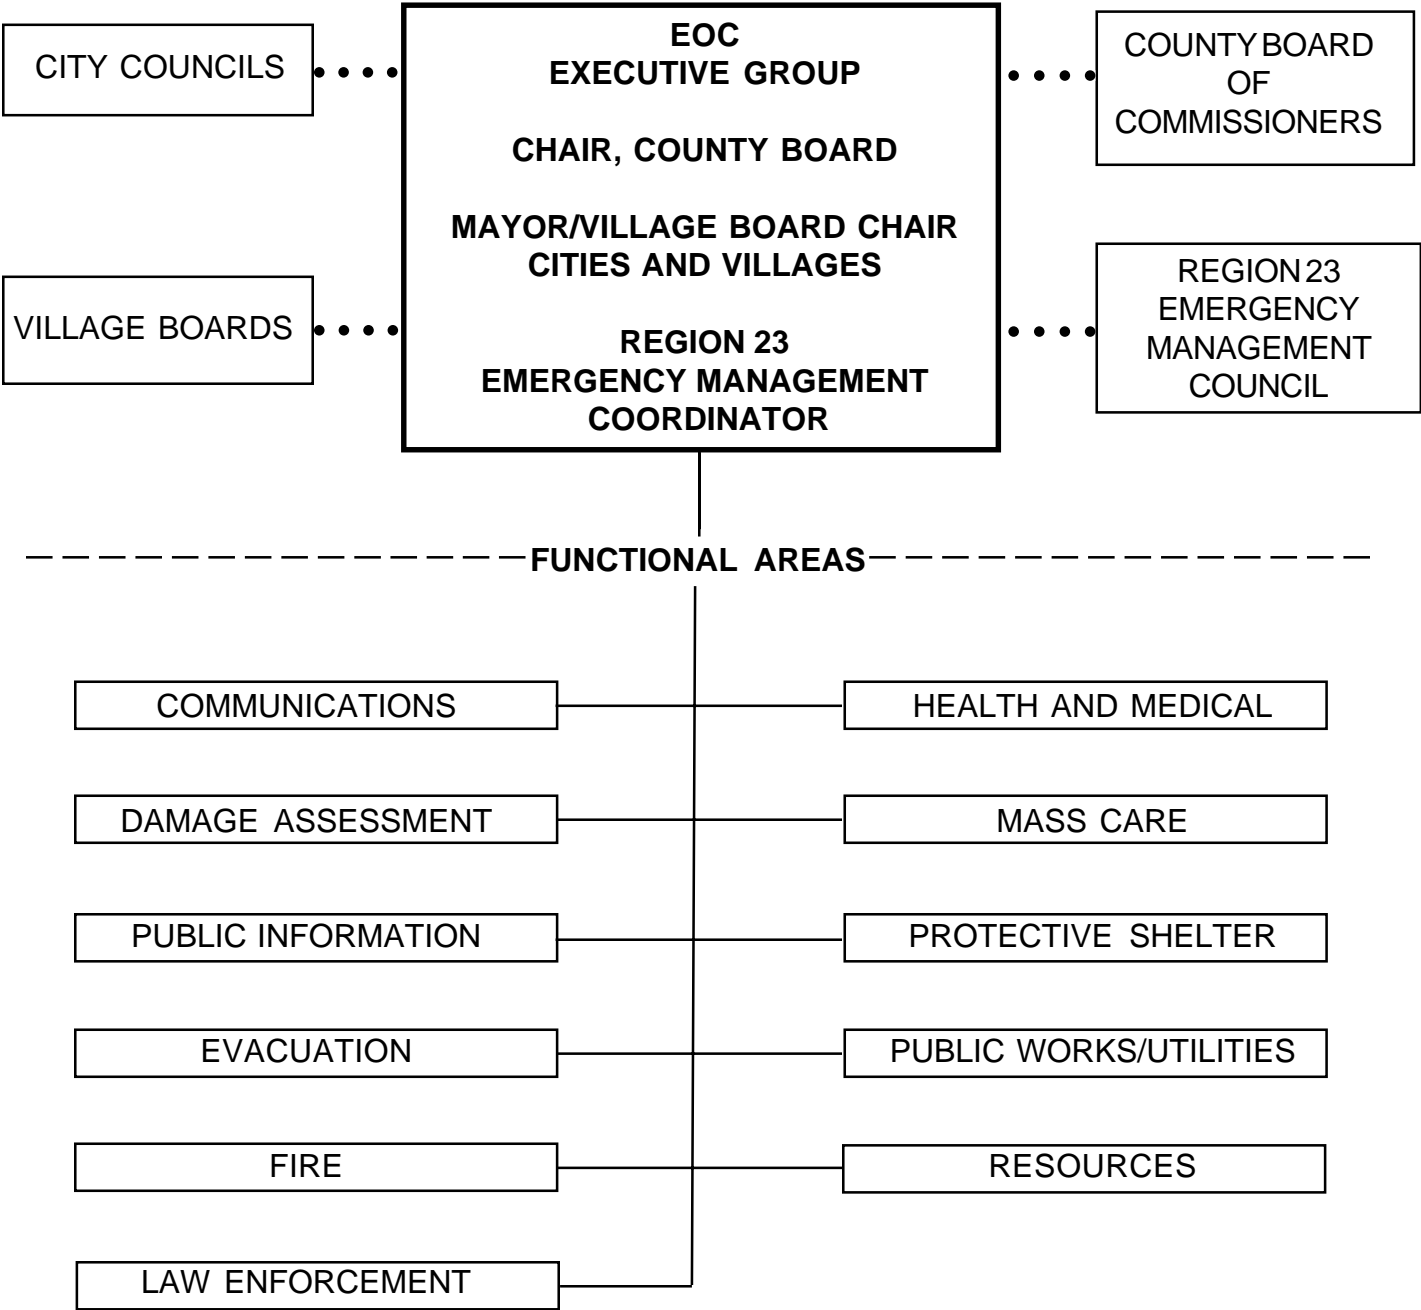 CITY COUNCILS
VILLAGE BOARDS
EOC
EXECUTIVE GROUP
CHAIR, COUNTY BOARD
MAYOR/VILLAGE BOARD CHAIR
CITIES AND VILLAGES
REGION 23
EMERGENCY MANAGEMENT
COORDINATOR
COUNTY BOARD
OF
COMMISSIONERS
REGION 23
EMERGENCY
MANAGEMENT
COUNCIL
FUNCTIONAL AREAS
COMMUNICATIONS
HEALTH AND MEDICAL
DAMAGE ASSESSMENT
MASS CARE
PUBLIC INFORMATION
PROTECTIVE SHELTER
EVACUATION
PUBLIC WORKS/UTILITIES
FIRE
RESOURCES
LAW ENFORCEMENT